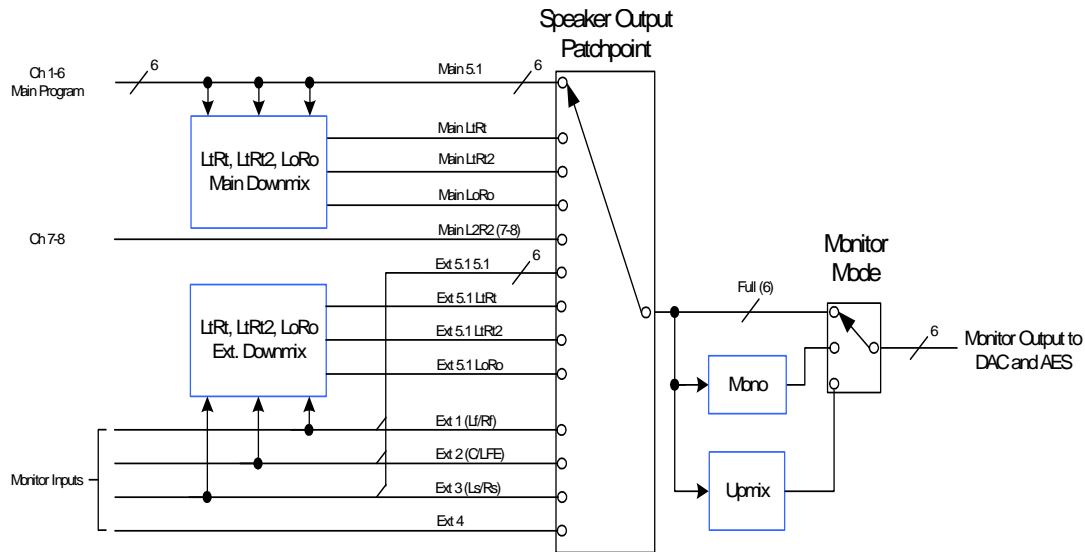 Speaker Output
Patchpoint
Ch 1-6
Main Program
6
Main 5.1
6
LtRt, LtRt2, LoRo
Main Downmix
Main LtRt
Main LtRt2
Main LoRo
Ch 7-8
Main L2R2 (7-8)
Ext 5.1 5.1
6
LtRt, LtRt2, LoRo
Ext. Downmix
Ext 5.1 LtRt
Ext 5.1 LtRt2
Ext 5.1 LoRo
Monitor Inputs
Ext 1 (Lf/Rf)
Ext 2 (C/LFE)
Ext 3 (Ls/Rs)
Ext 4
Full (6)
Mono
Upmix
Monitor
Mode
6
Monitor Output to
DAC and AES